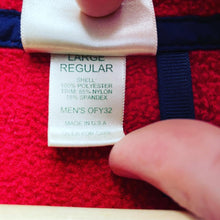 LARGE
REGULAR
SHELL
100% POLYESTER
TRIM: 85% NYLON
15% SPANDEX
MEN'S OFY32
MADE IN U.S.A.